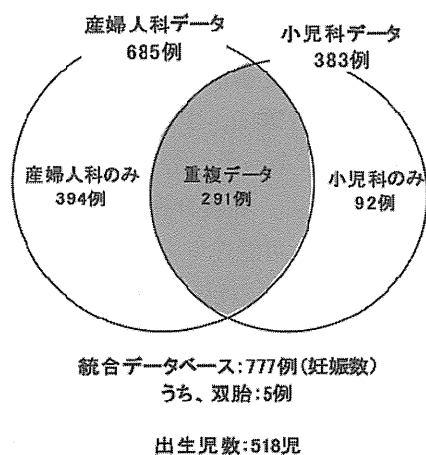 産婦人科データ
685例
小児科データ
383例
産婦人科のみ
394例
重複データ
291例
小児科のみ
92例
統合データベース:777例(妊娠数)
うち、双胎:5例
出生児数:518児